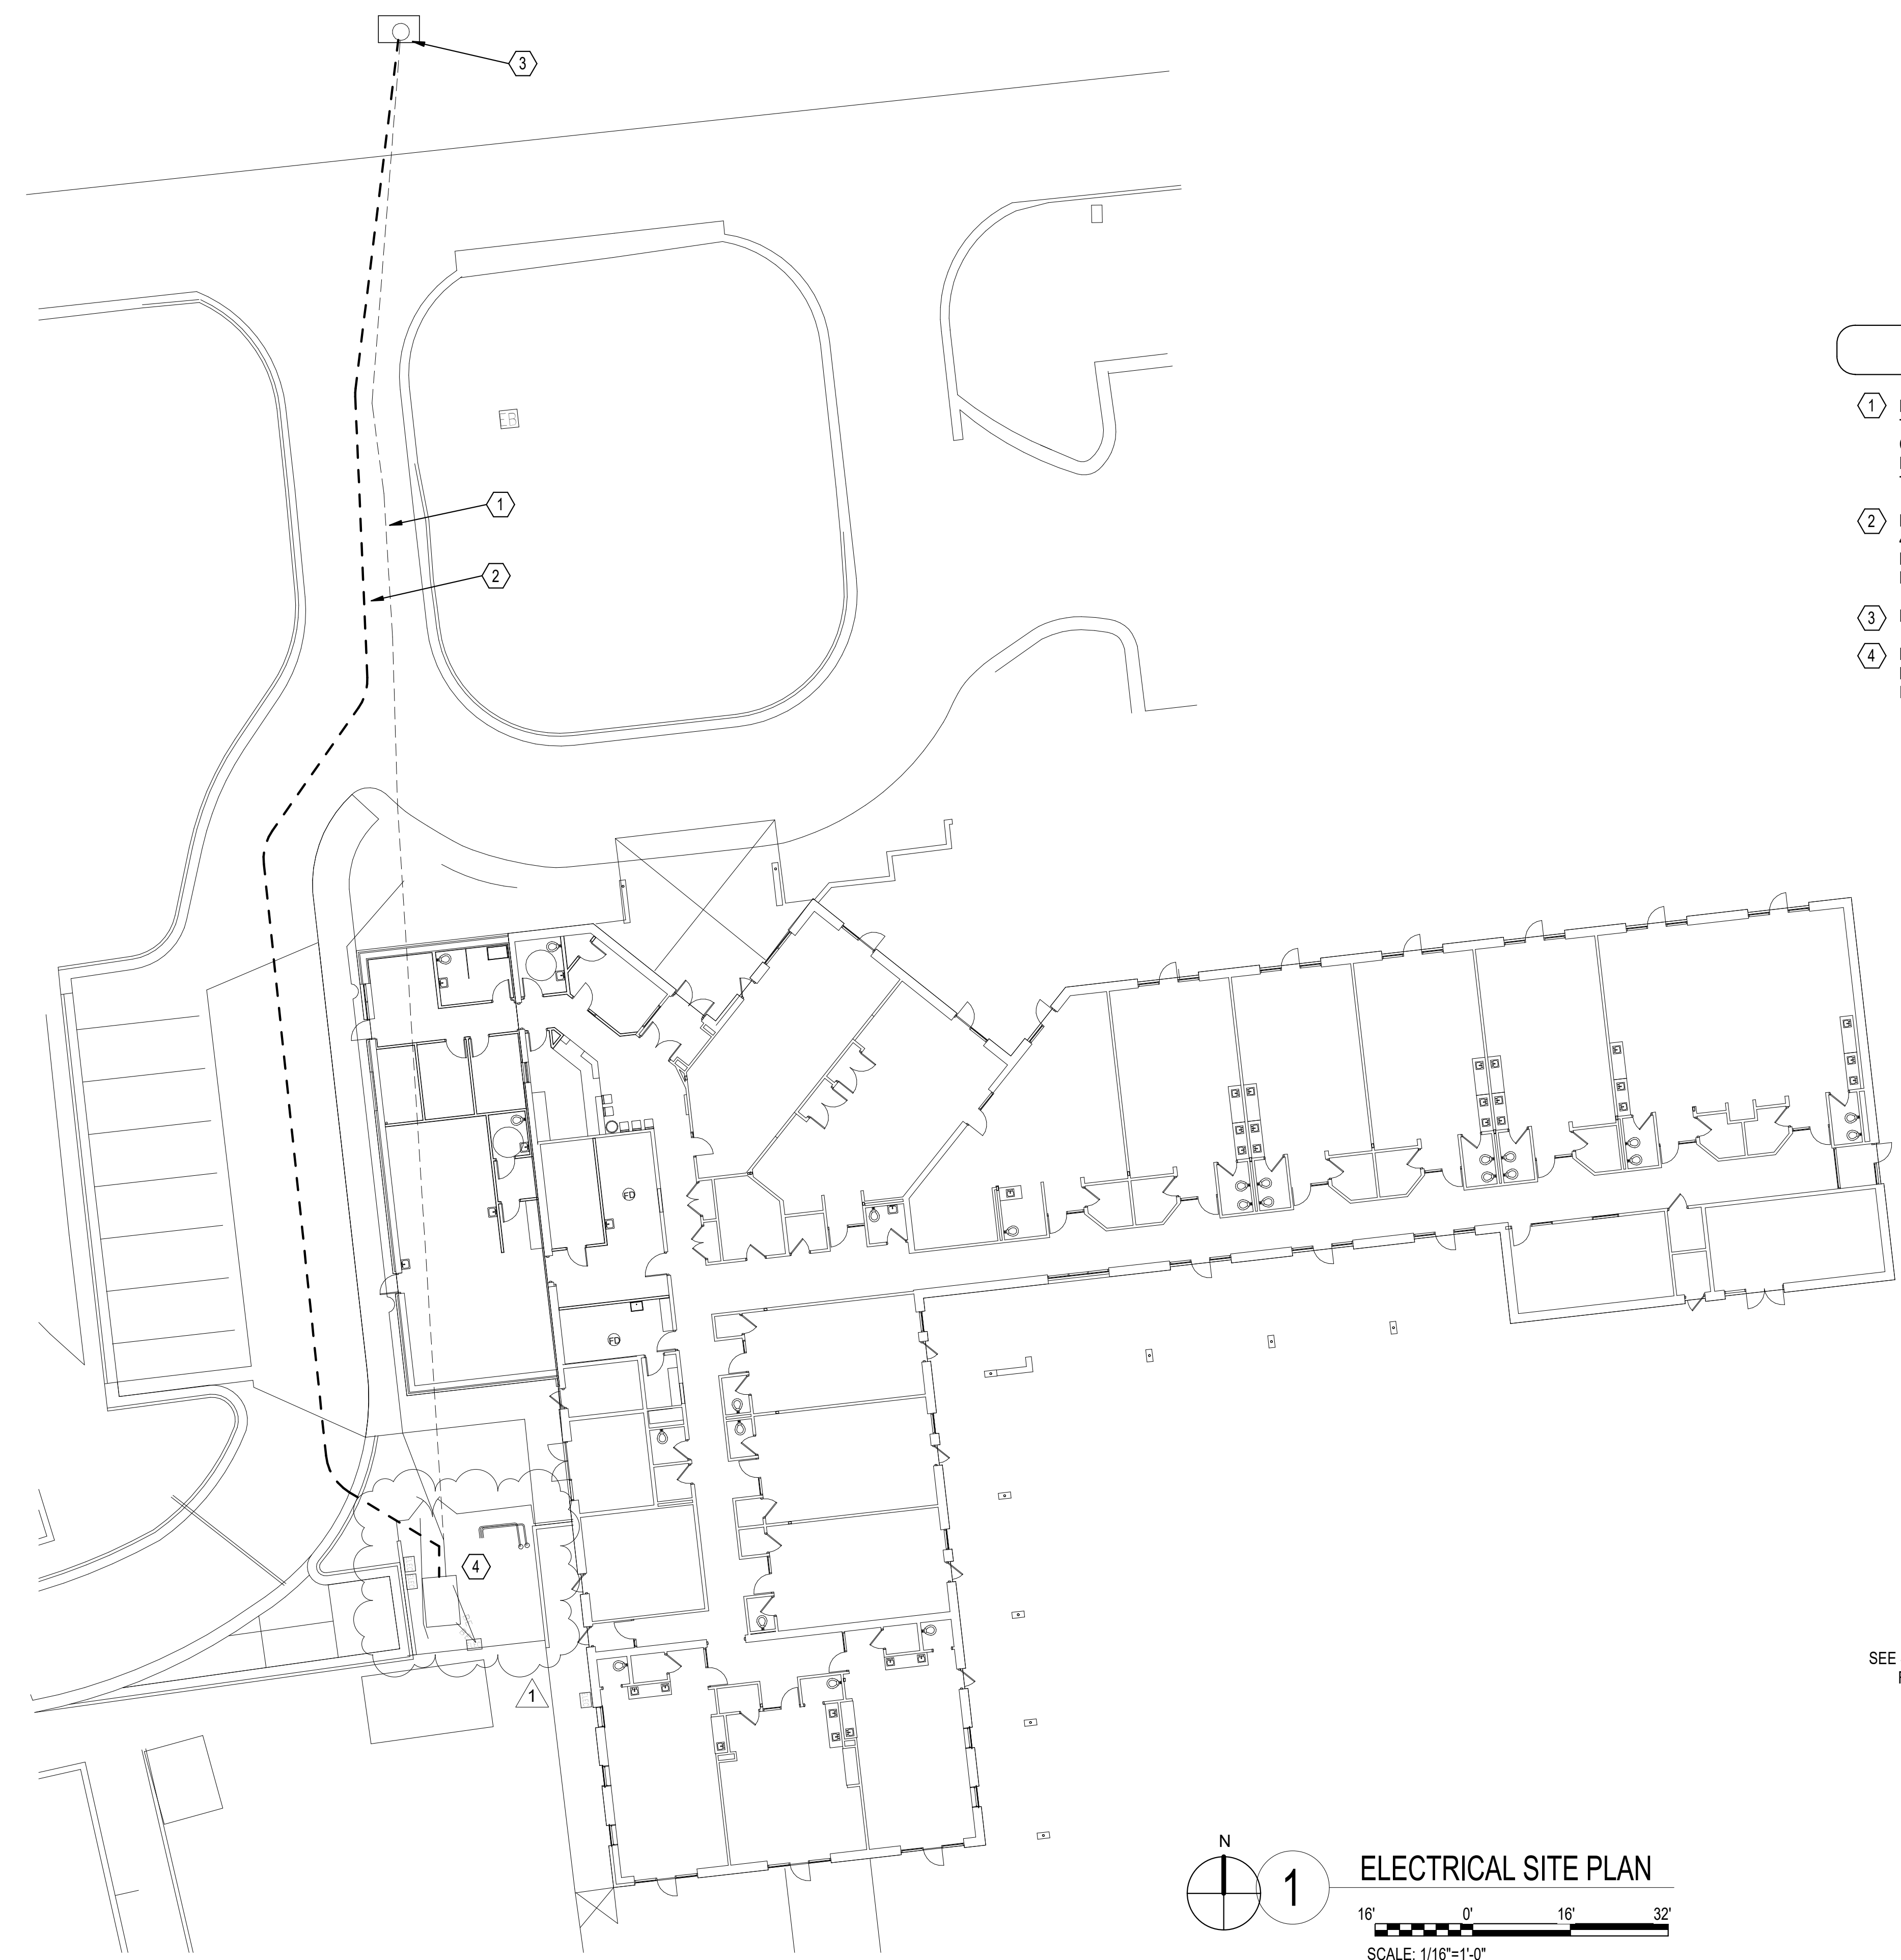 3
EB
1
1
2
2
3
4
FD
FD
4
SEE
1
N
1
ELECTRICAL SITE PLAN
16' 0' 16' 32'
SCALE: 1/16"=1'-0"